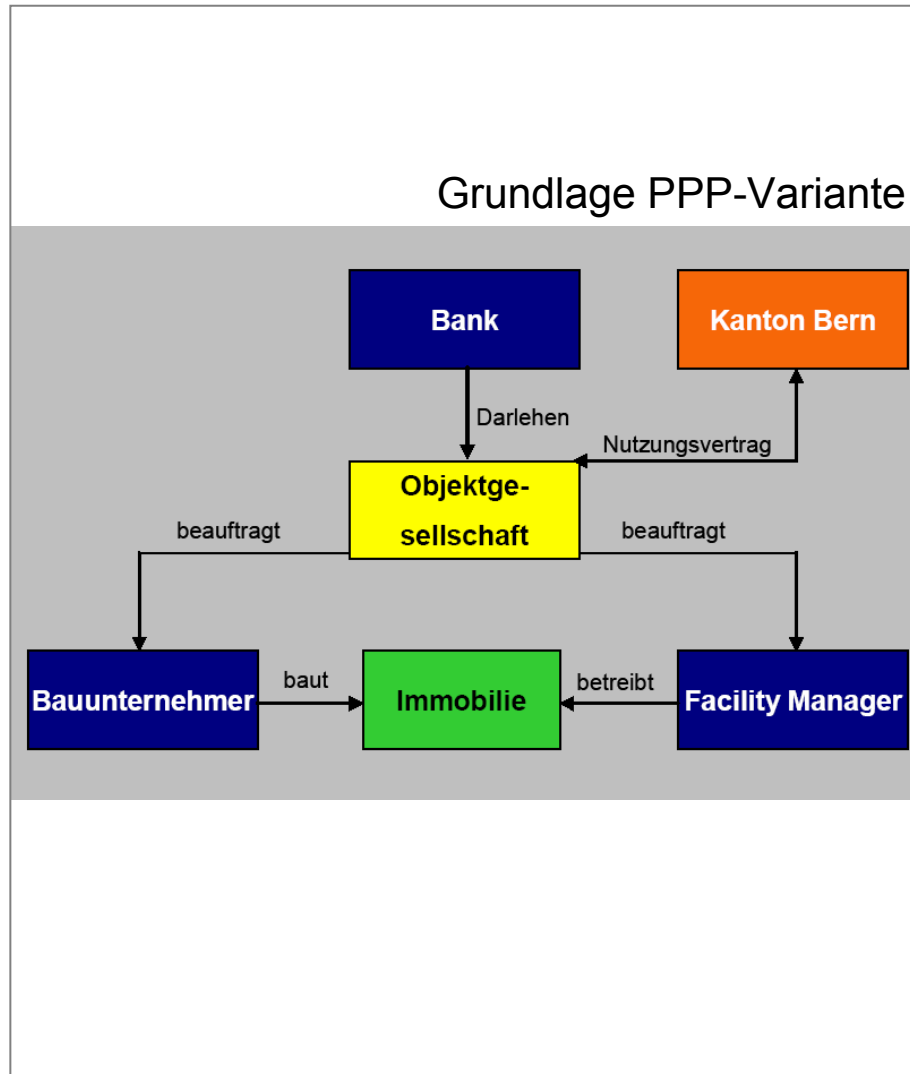 Grundlage PPP-Variante
Bank
Kanton Bern
Darlehen
Nutzungsvertrag
Objektge-
sellschaft
beauftragt
beauftragt
Bauunternehmer
baut
Immobilie
betreibt
Facility Manager